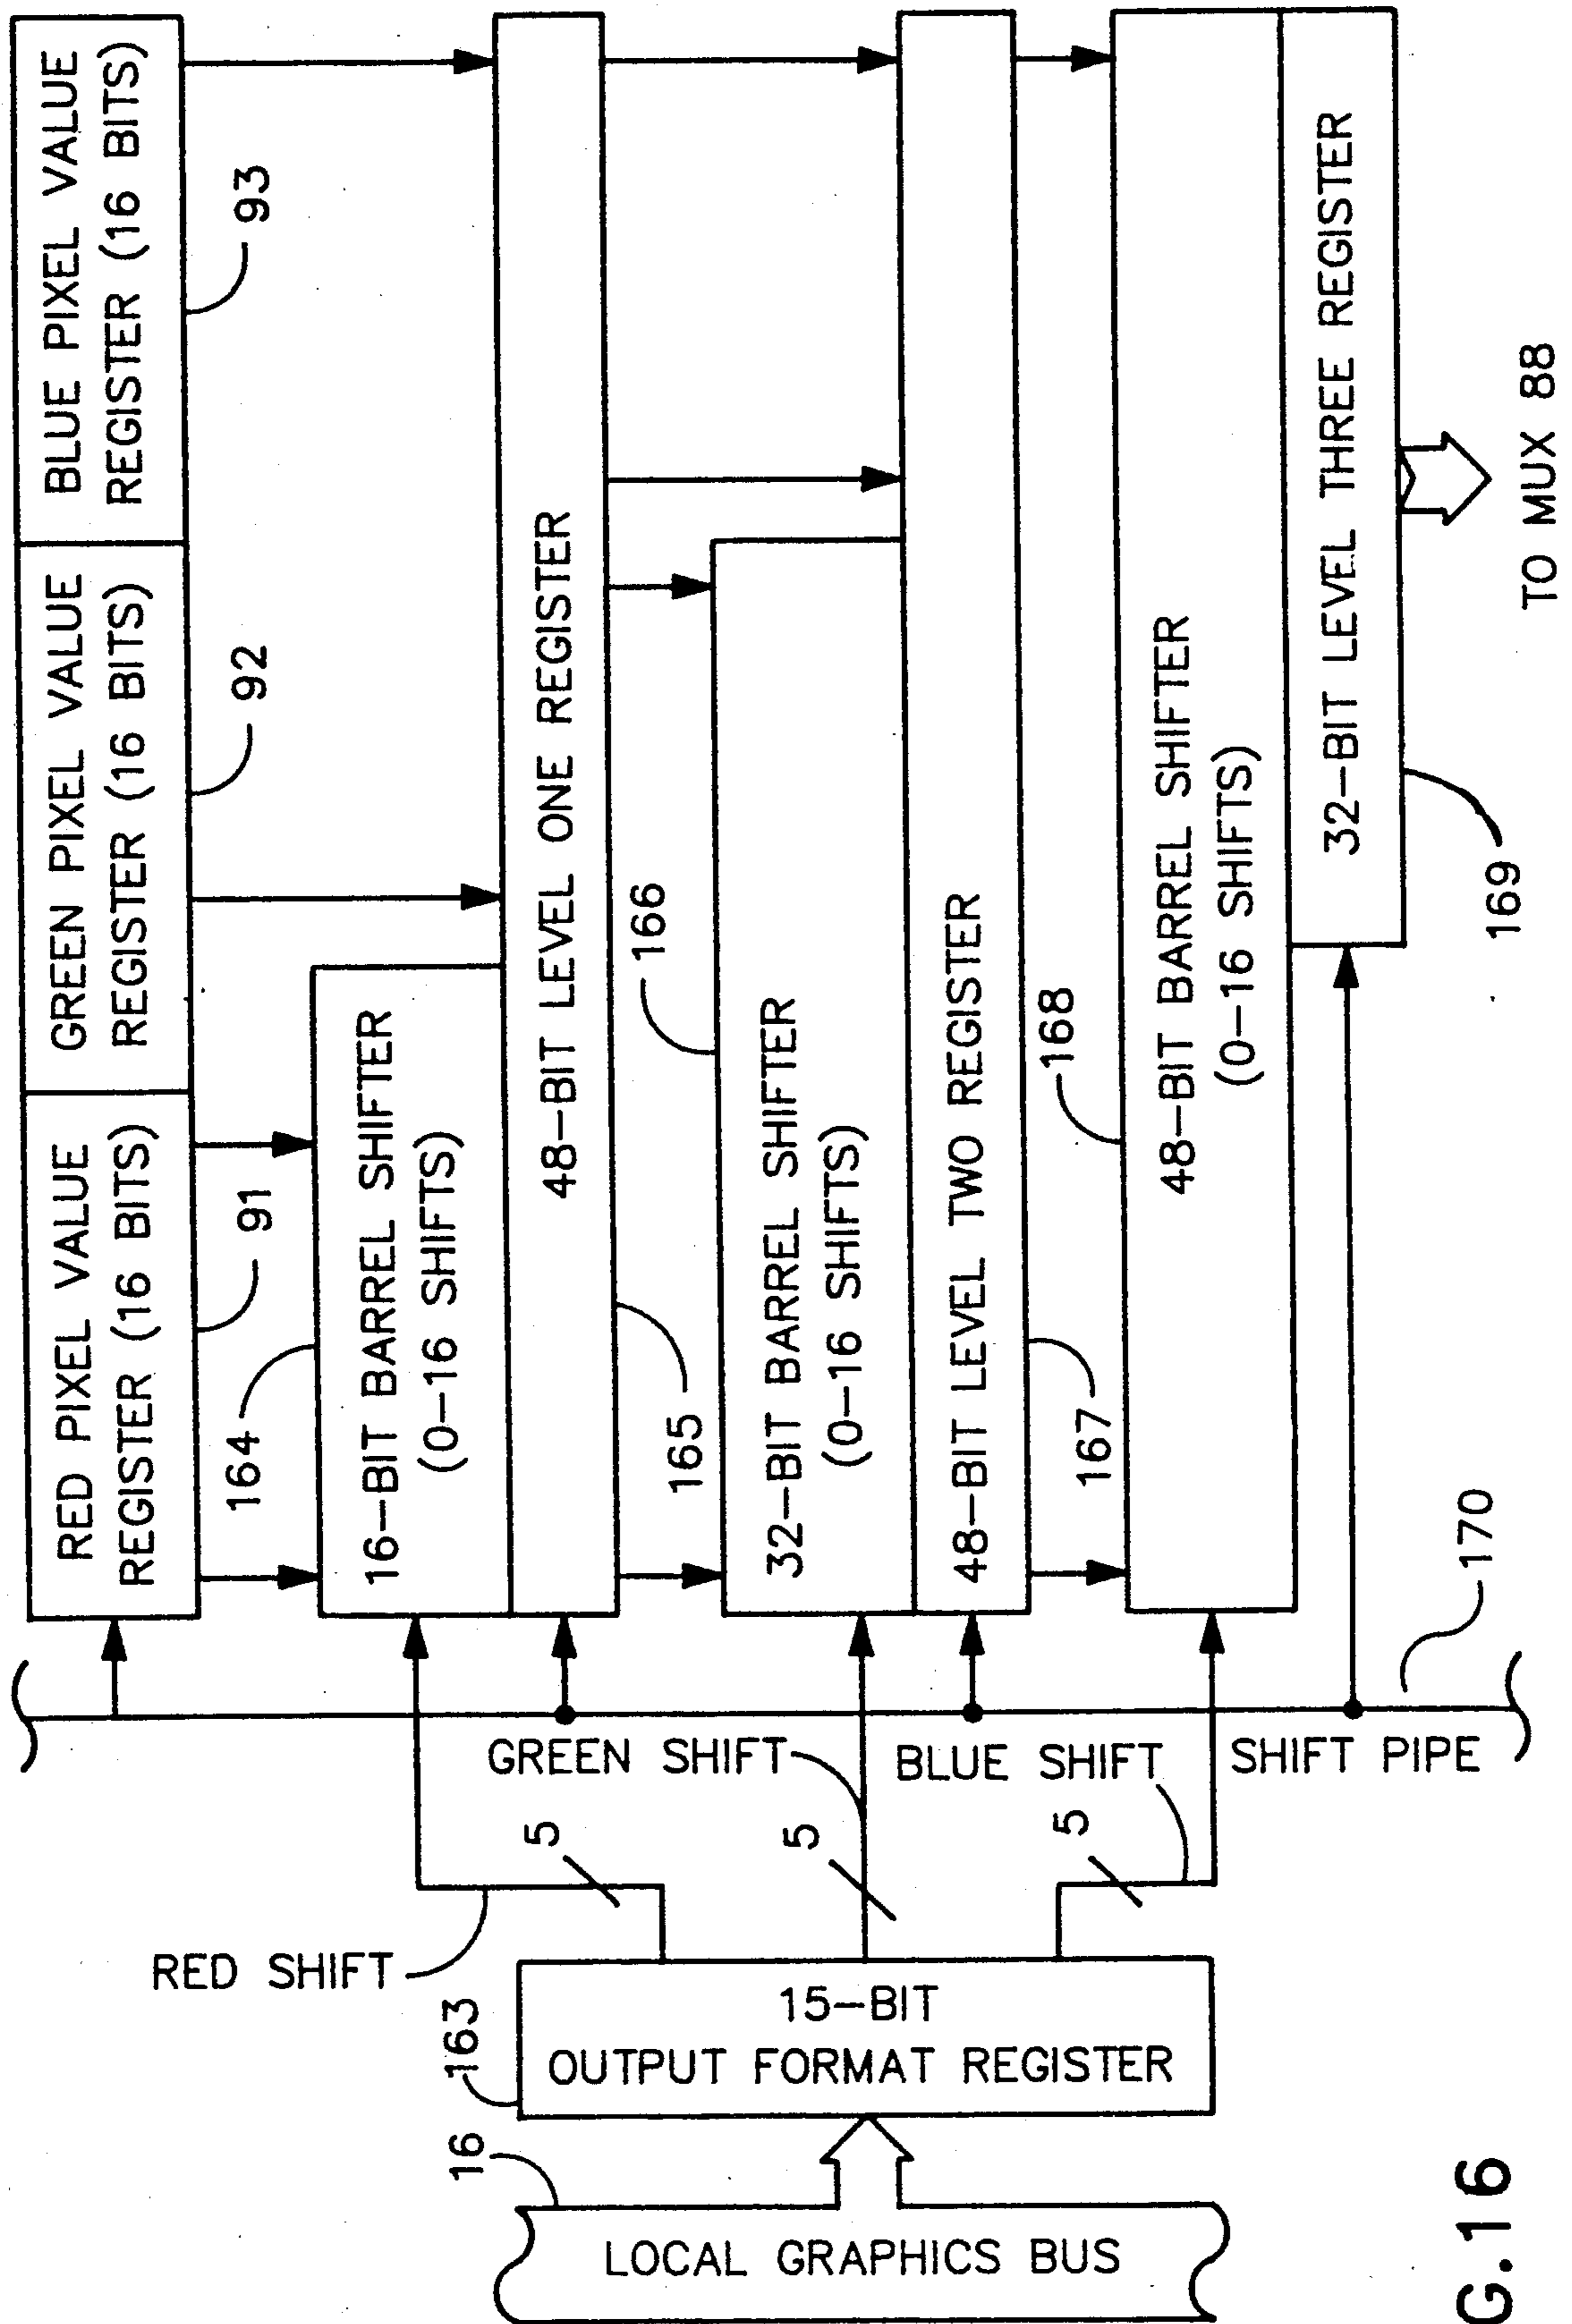 RED PIXEL VALUE
REGISTER (16 BITS)
GREEN PIXEL VALUE
REGISTER (16 BITS)
BLUE PIXEL VALUE
REGISTER (16 BITS)
91
92
93
164
16-BIT BARREL SHIFTER
(0-16 SHIFTS)
48-BIT LEVEL ONE REGISTER
165
166
32-BIT BARREL SHIFTER
(0-16 SHIFTS)
48-BIT LEVEL TWO REGISTER
167
168
48-BIT BARREL SHIFTER
(0-16 SHIFTS)
32-BIT LEVEL THREE REGISTER
169
TO MUX 88
170
SHIFT PIPE
RED SHIFT
5
GREEN SHIFT
5
BLUE SHIFT
5
163
15-BIT
OUTPUT FORMAT REGISTER
16
LOCAL GRAPHICS BUS
G.16